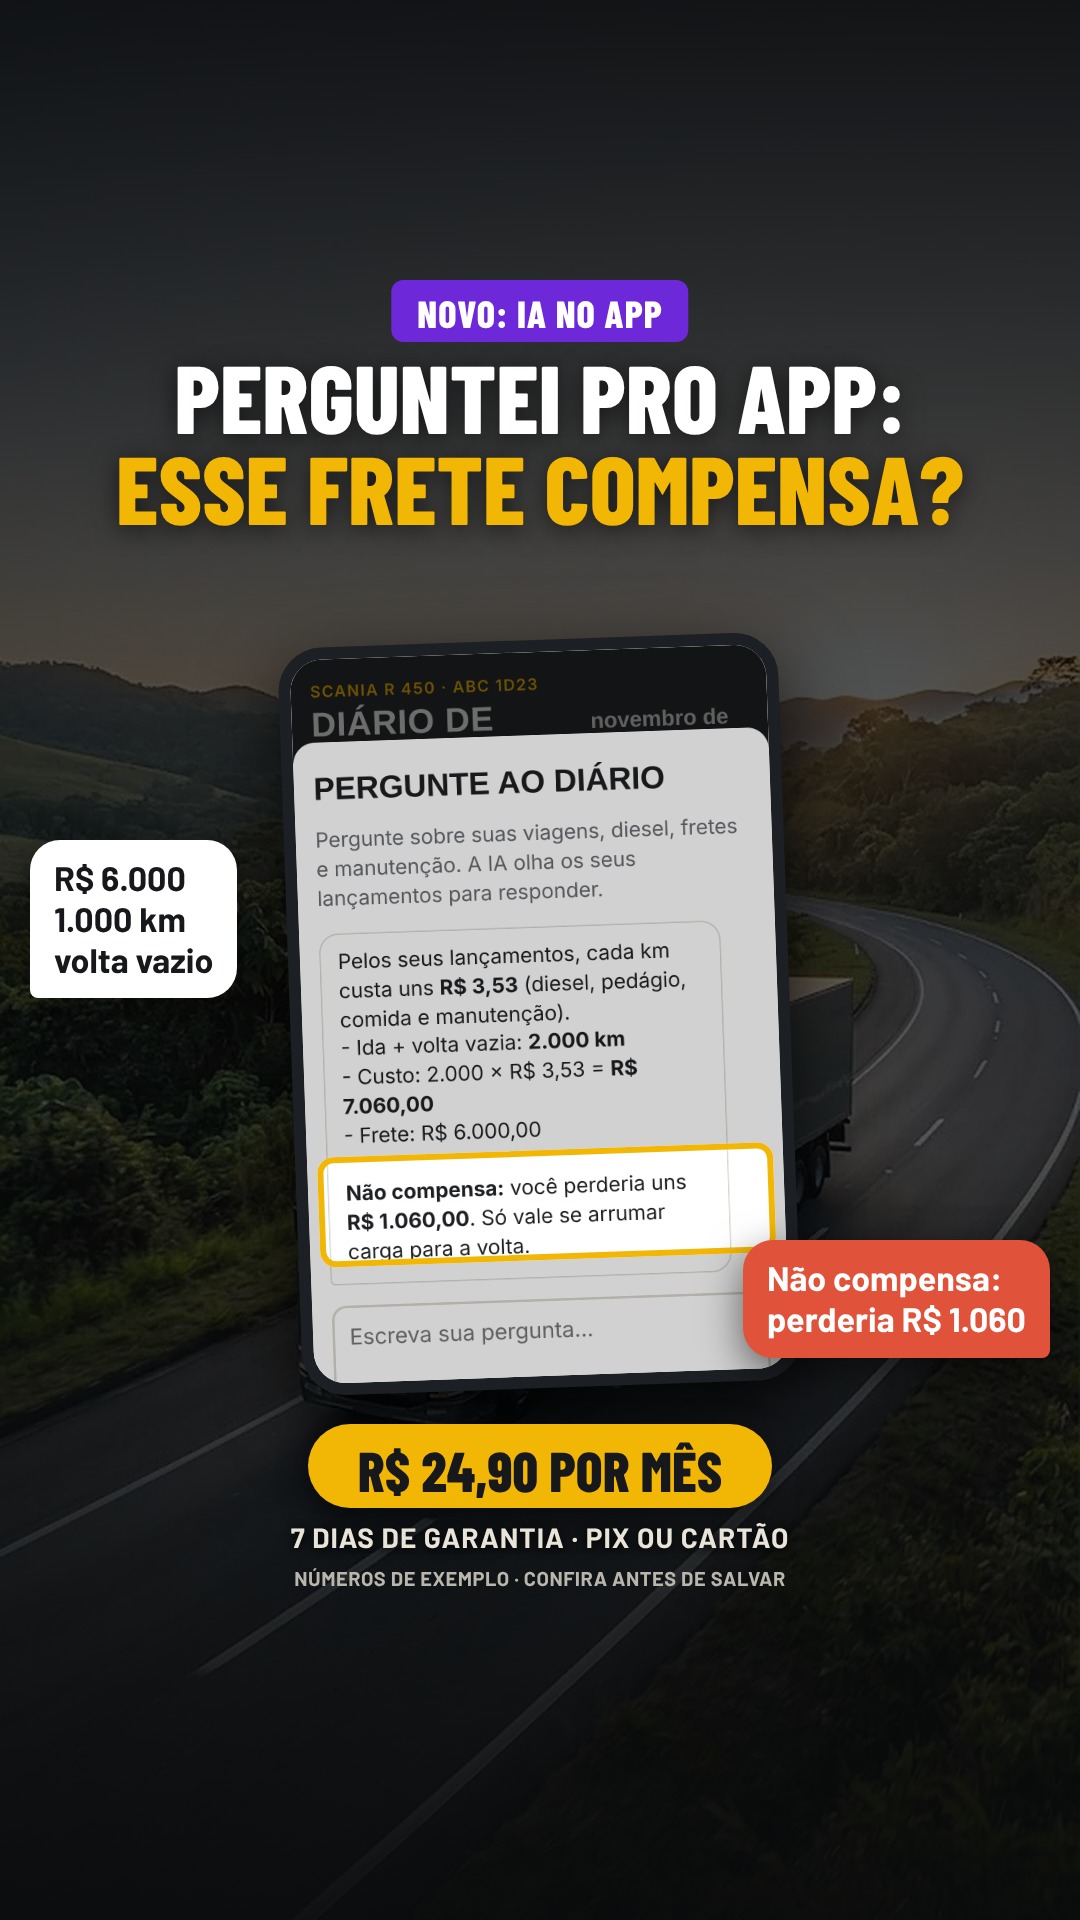 NOVO: IA NO APP
PERGUNTEI PRO APP:
ESSE FRETE COMPENSA?
SCANIA R 450 · ABC 1D23
DIÁRIO DE
novembro de
PERGUNTE AO DIÁRIO
Pergunte sobre suas viagens, diesel, fretes
e manutenção. A IA olha os seus
lançamentos para responder.
R$ 6.000
1.000 km
volta vazio
Pelos seus lançamentos, cada km
custa uns R$ 3,53 (diesel, pedágio,
comida e manutenção).
- Ida + volta vazia: 2.000 km
- Custo: 2.000 × R$ 3,53 = R$
7.060,00
- Frete: R$ 6.000,00
Não compensa: você perderia uns
R$ 1.060,00. Só vale se arrumar
carga para a volta.
Não compensa:
perderia R$ 1.060
Escreva sua pergunta...
R$ 24,90 POR MÊS
7 DIAS DE GARANTIA · PIX OU CARTÃO
NÚMEROS DE EXEMPLO · CONFIRA ANTES DE SALVAR